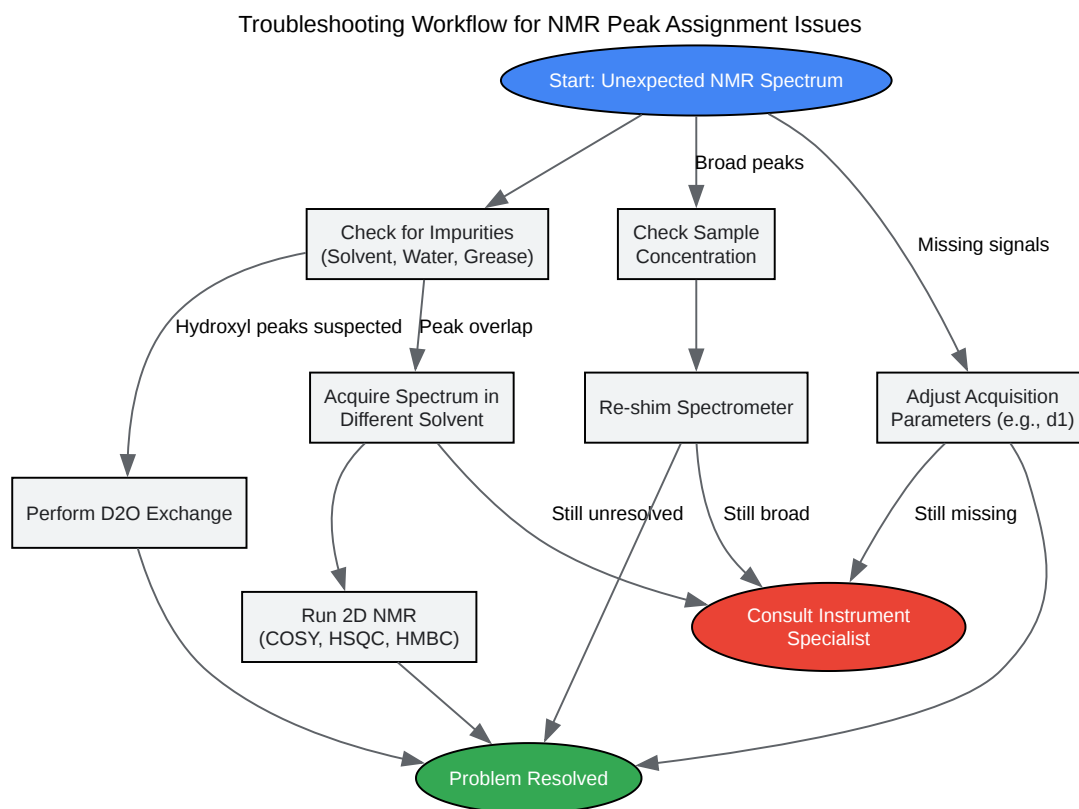 Troubleshooting Workflow for NMR Peak Assignment Issues
Start: Unexpected NMR Spectrum
Broad peaks
Check for Impurities
(Solvent, Water, Grease)
Check Sample
Concentration
Missing signals
Hydroxyl peaks suspected
Peak overlap
Acquire Spectrum in
Different Solvent
Re-shim Spectrometer
Adjust Acquisition
Parameters (e.g., d1)
Perform D2O Exchange
Still unresolved
Still broad
Still missing
Run 2D NMR
(COSY, HSQC, HMBC)
Consult Instrument
Specialist
Problem Resolved